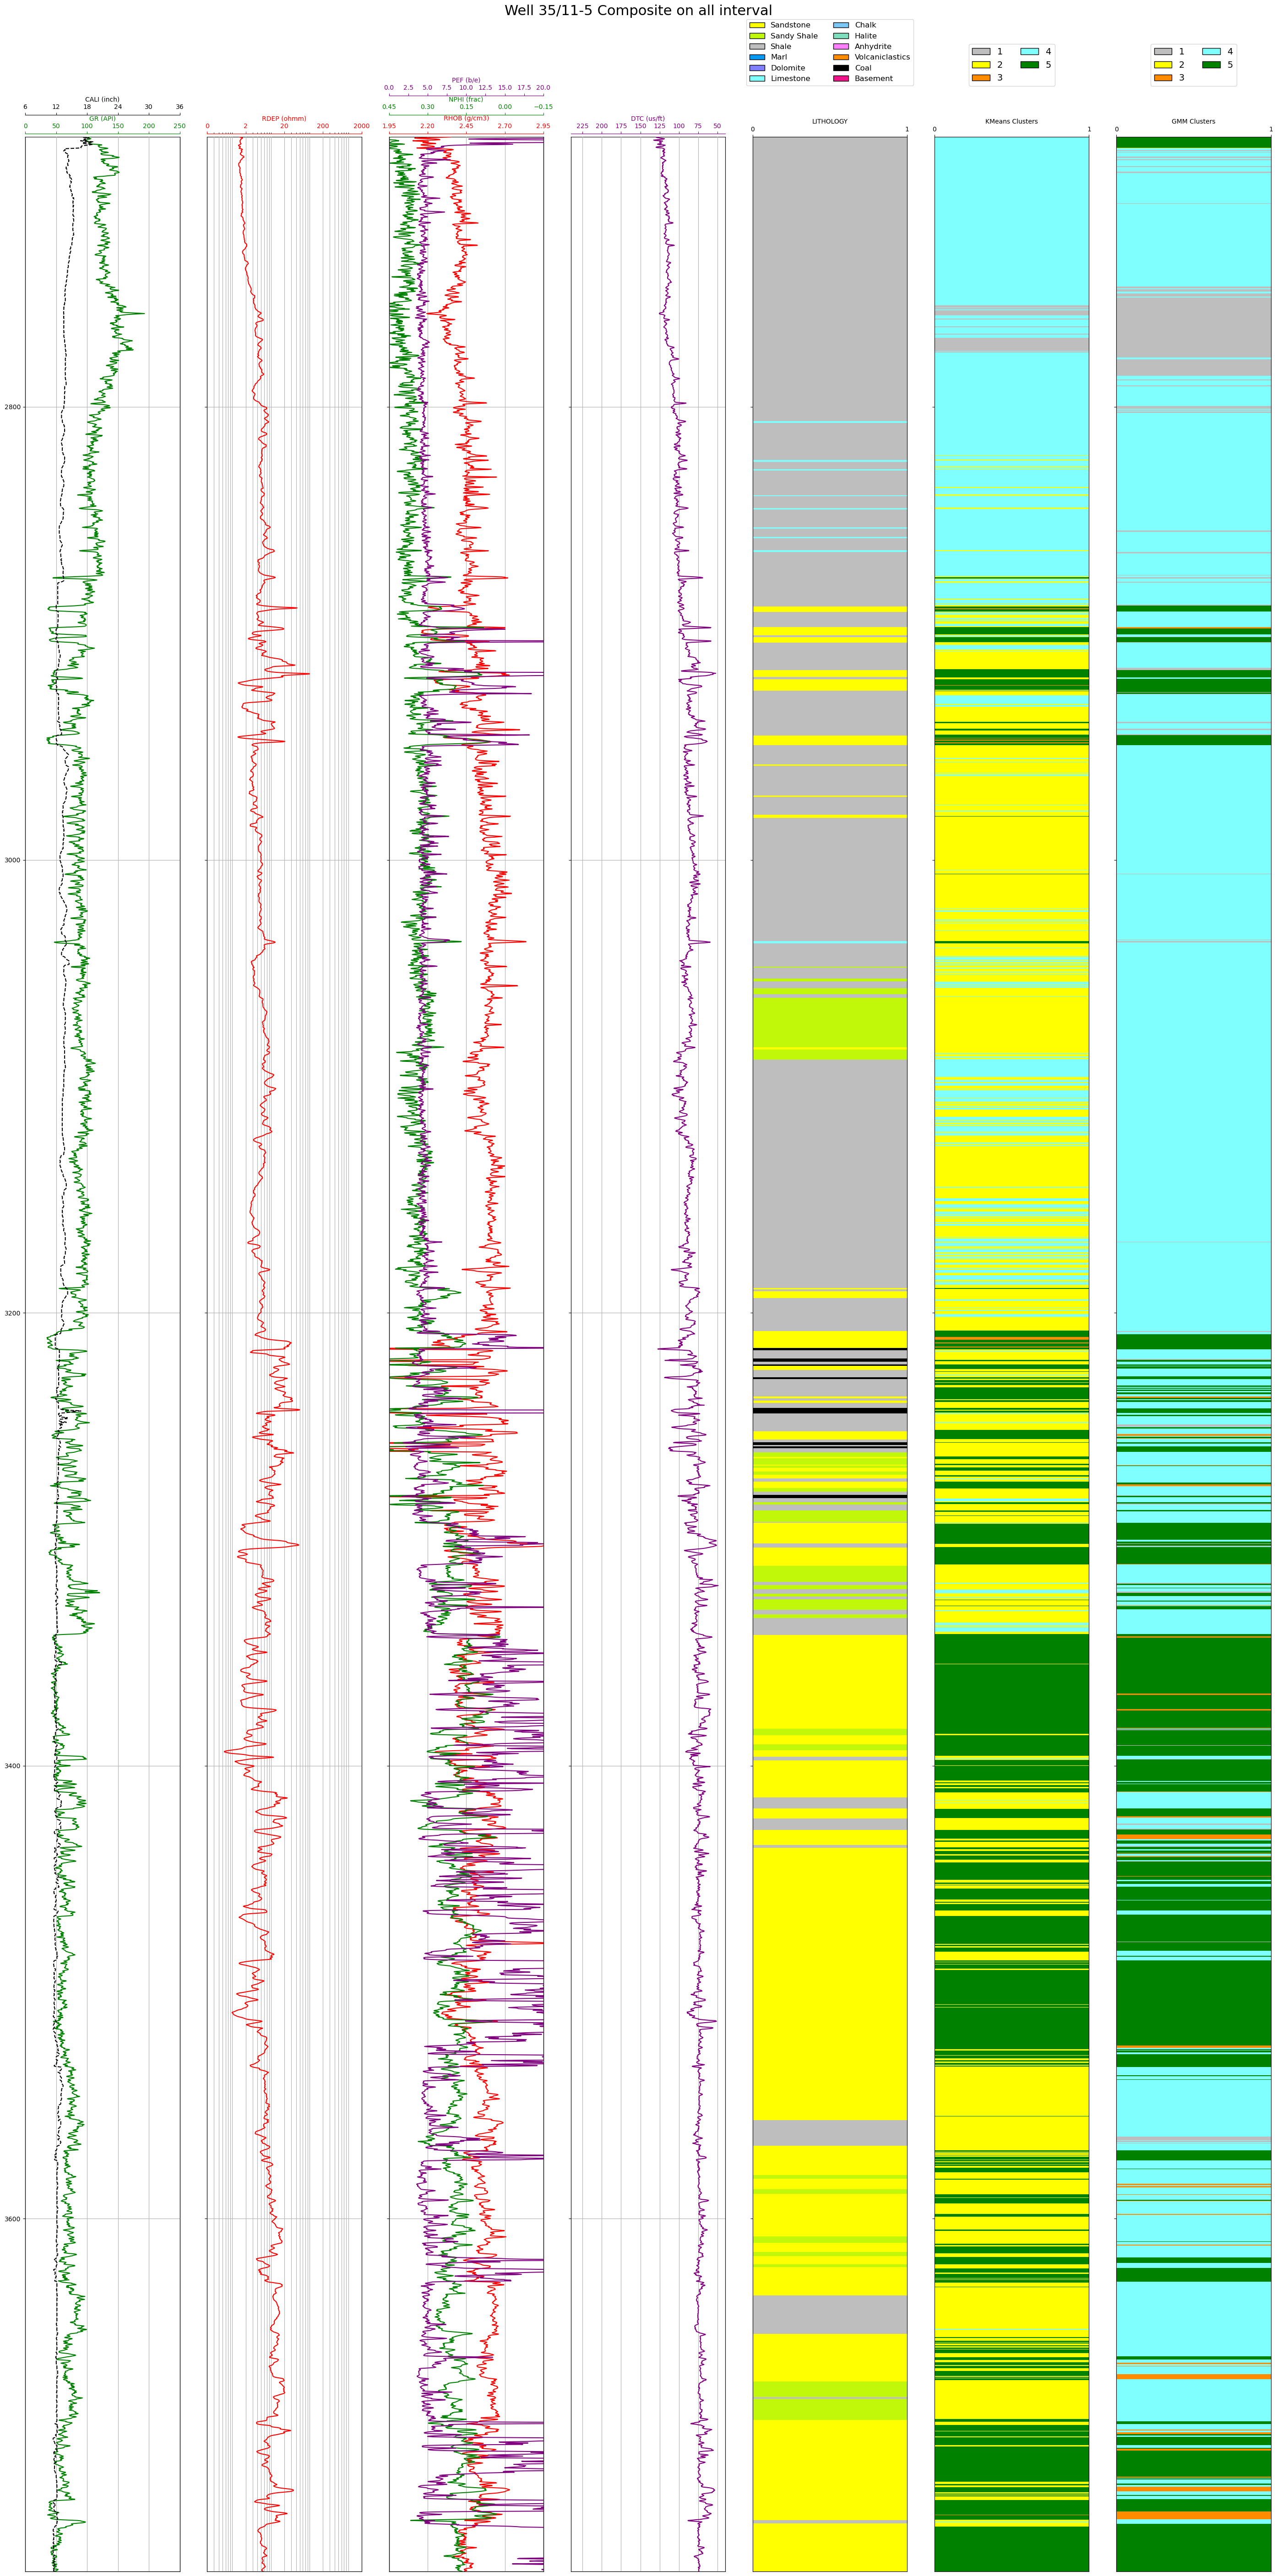 Well 35/11-5 Composite on all interval
Sandstone Chalk
Sandy Shale Halite
Shale Anhydrite
Marl Volcaniclastics
Dolomite Coal
Limestone Basement
1 4
2 5
3
1 4
2 5
3
PEF (b/e)
0.0 2.5 5.0 7.5 10.0 12.5 15.0 17.5 20.0
CALI (inch)
6 12 18 24 30 36
NPHI (frac)
0.45 0.30 0.15 0.00 −0.15
GR (API)
0 50 100 150 200 250
RDEP (ohmm)
0 2 20 200 2000
RHOB (g/cm3)
1.95 2.20 2.45 2.70 2.95
DTC (us/ft)
225 200 175 150 125 100 75 50
LITHOLOGY
0 1
KMeans Clusters
0 1
GMM Clusters
0 1
2800
3000
3200
3400
3600